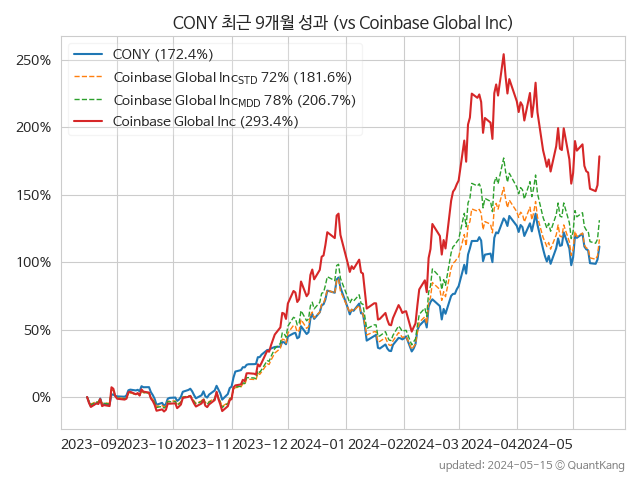 CONY 최근 9개월 성과 (vs Coinbase Global Inc)
CONY (172.4%)
Coinbase Global IncSTD 72% (181.6%)
Coinbase Global IncMDD 78% (206.7%)
Coinbase Global Inc (293.4%)
250%
200%
150%
100%
50%
0%
2023-09 2023-10 2023-11 2023-12 2024-01 2024-02 2024-03 2024-04 2024-05
updated: 2024-05-15 © QuantKang